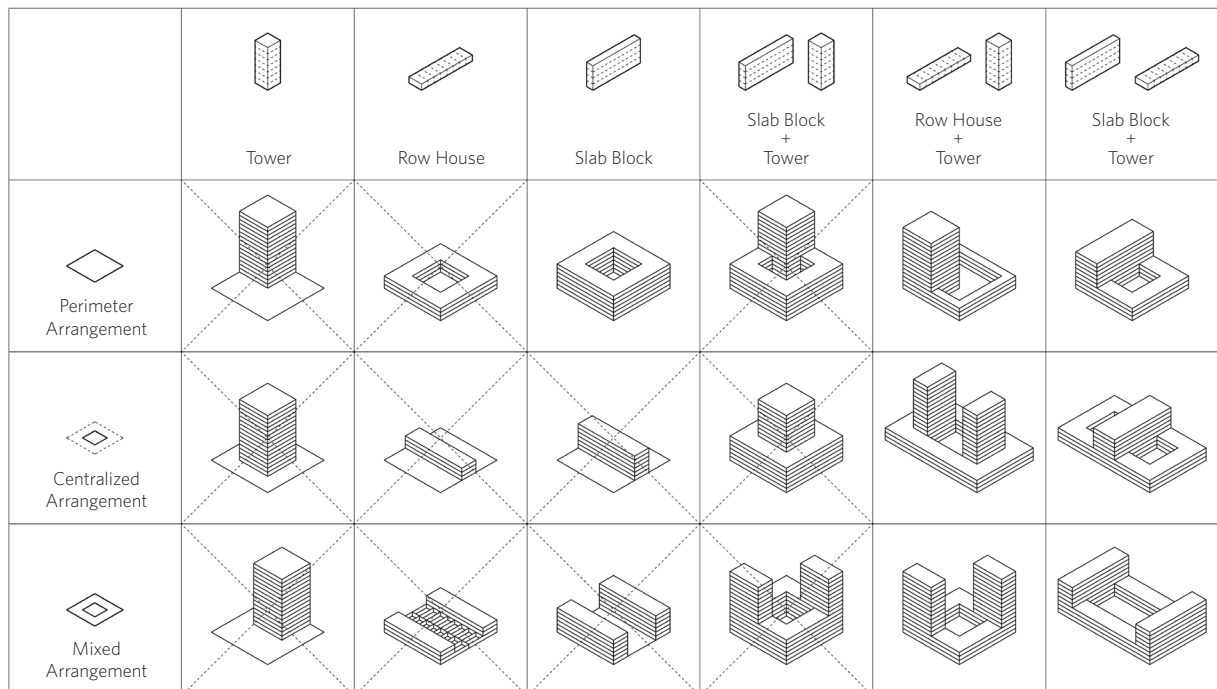 Tower
Row House
Slab Block
Slab Block
+
Tower
Row House
+
Tower
Slab Block
+
Tower
Perimeter
Arrangement
Centralized
Arrangement
Mixed
Arrangement